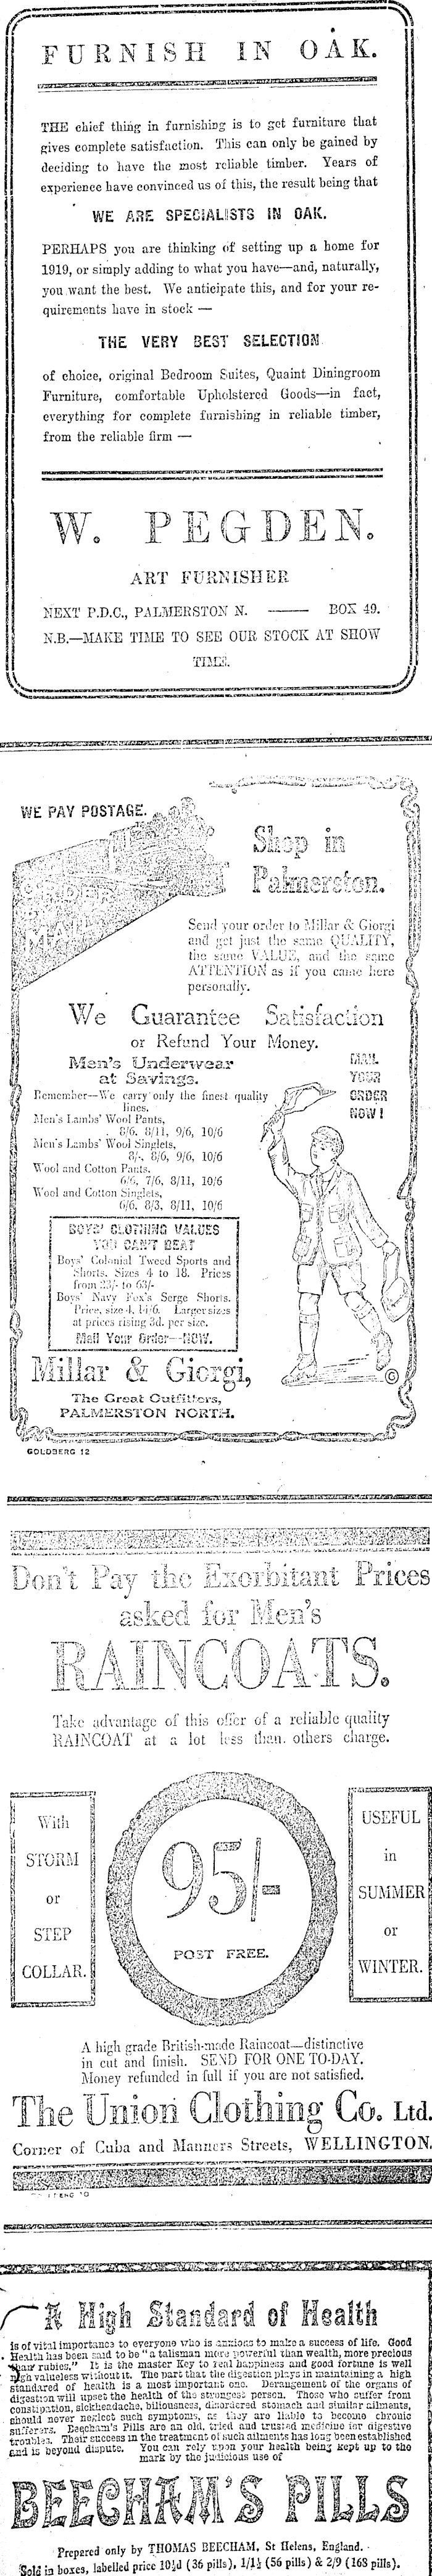 FURNISH IN OAK.
THE chief thing in furnishing is to get furniture that
gives complete satisfaction. This can only be gained by
deciding to have the most reliable timber. Years of
experience have convinced us of this, the result being that
WE ARE SPECIALISTS IN OAK.
PERHAPS you are thinking of setting up a home for
1919, or simply adding to what you have—and, naturally,
you want the best. We anticipate this, and for your re-
quirements have in stock —
THE VERY BEST SELECTION
of choice, original Bedroom Suites, Quaint Diningroom
Furniture, comfortable Upholstered Goods—in fact,
everything for complete furnishing in reliable timber,
from the reliable firm —
W. PEGDEN.
ART FURNISHER
NEXT P.D.C., PALMERSTON N. —— BOX 49.
N.B.—MAKE TIME TO SEE OUR STOCK AT SHOW
TIME.
WE PAY POSTAGE.
ORDER
BY
MAIL
Shop in
Palmerston.
Send your order to Millar & Giorgi
and get just the same QUALITY,
the same VALUE, and the same
ATTENTION as if you came here
personally.
We Guarantee Satisfaction
or Refund Your Money.
Men's Underwear
at Savings.
MAIL
YOUR
ORDER
NOW!
Remember—We carry only the finest quality
lines.
Men's Lambs' Wool Pants,
8/6, 8/11, 9/6, 10/6
Men's Lambs' Wool Singlets,
8/-, 8/6, 9/6, 10/6
Wool and Cotton Pants,
6/6, 7/6, 8/11, 10/6
Wool and Cotton Singlets,
6/6, 8/3, 8/11, 10/6
BOYS' CLOTHING VALUES
YOU CAN'T BEAT
Boys' Colonial Tweed Sports and
Shorts. Sizes 4 to 18. Prices
from to
Boys' Navy Fox's Serge Shorts.
Price, size 4, Larger sizes
at prices rising 3d. per size.
Mail Your Order—NOW.
Millar & Giorgi,
The Great Outfitters,
PALMERSTON NORTH.
G
GOLDBERG 12
Don't Pay the Exorbitant Prices
asked for Men's
RAINCOATS.
Take advantage of this offer of a reliable quality
RAINCOAT at a lot less than others charge.
With
STORM
or
STEP
COLLAR.
95/-
POST FREE.
USEFUL
in
SUMMER
or
WINTER.
A high grade British-made Raincoat—distinctive
in cut and finish. SEND FOR ONE TO-DAY.
Money refunded in full if you are not satisfied.
The Union Clothing Co. Ltd.
Corner of Cuba and Manners Streets, WELLINGTON.
A High Standard of Health
is of vital importance to everyone who is anxious to make a success of life. Good
Health has been said to be "a talisman more powerful than wealth, more precious
than rubies." It is the master Key to real happiness and good fortune is well
nigh valueless without it. The part that the digestion plays in maintaining a high
standard of health is a most important one. Derangement of the organs of
digestion will upset the health of the strongest person. Those who suffer from
constipation, sickheadache, biliousness, disordered stomach and similar ailments,
should never neglect such symptoms, as they are liable to become chronic
sufferers. Beecham's Pills are an old, tried and trusted medicine for digestive
troubles. Their success in the treatment of such ailments has long been established
and is beyond dispute. You can rely upon your health being kept up to the
mark by the judicious use of
BEECHAM'S PILLS
Prepared only by THOMAS BEECHAM, St Helens, England.
Sold in boxes, labelled price 10½d (36 pills), 1/1½ (56 pills) & 2/9 (168 pills).